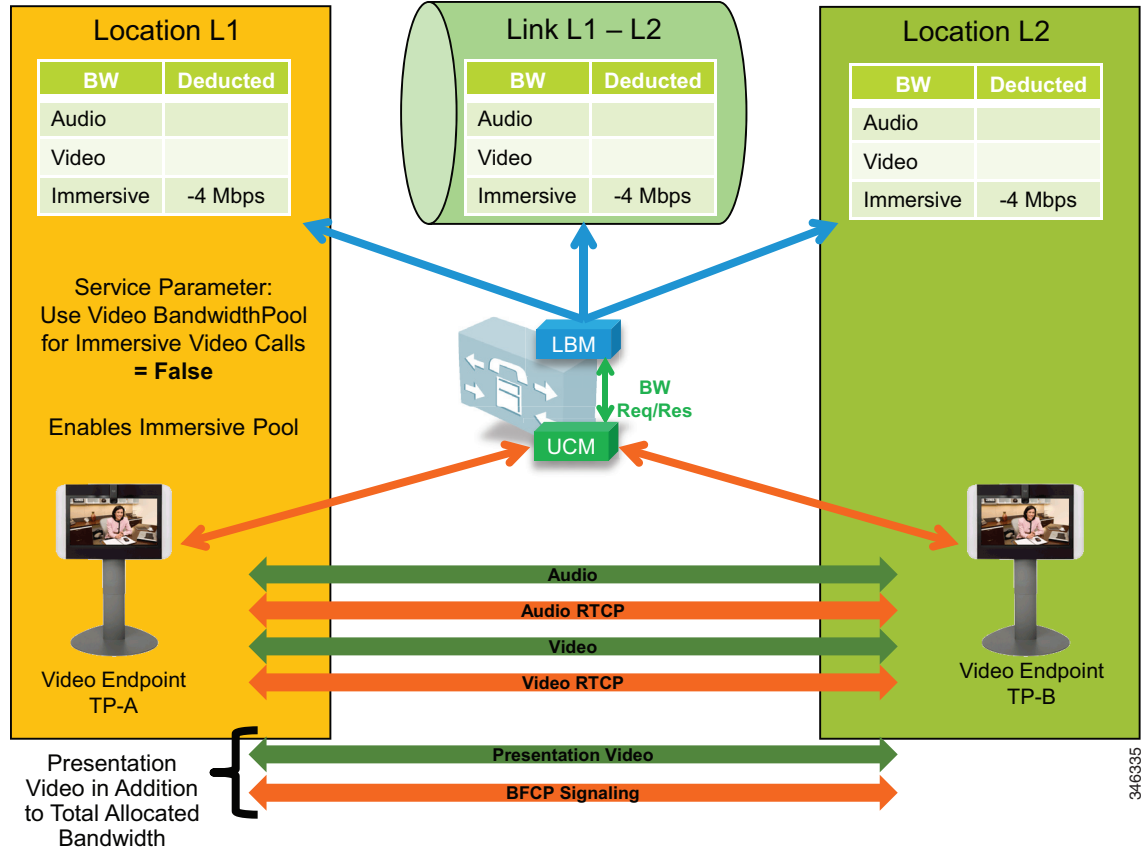 Location L1
BW Deducted
Audio
Video
Immersive -4 Mbps
Service Parameter:
Use Video BandwidthPool
for Immersive Video Calls
= False
Enables Immersive Pool
Video Endpoint
TP-A
Link L1 – L2
BW Deducted
Audio
Video
Immersive -4 Mbps
LBM
BW
Req/Res
UCM
Location L2
BW Deducted
Audio
Video
Immersive -4 Mbps
Video Endpoint
TP-B
Audio
Audio RTCP
Video
Video RTCP
Presentation Video
BFCP Signaling
Presentation
Video in Addition
to Total Allocated
Bandwidth
346335